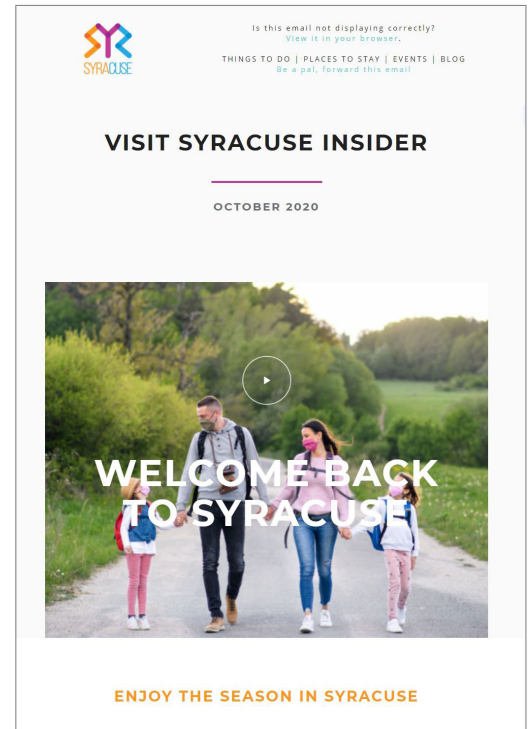 SYRACUSE
Is this email not displaying correctly?
View it in your browser.
THINGS TO DO | PLACES TO STAY | EVENTS | BLOG
Be a pal, forward this email
VISIT SYRACUSE INSIDER
OCTOBER 2020
WELCOME BACK
TO SYRACUSE
ENJOY THE SEASON IN SYRACUSE